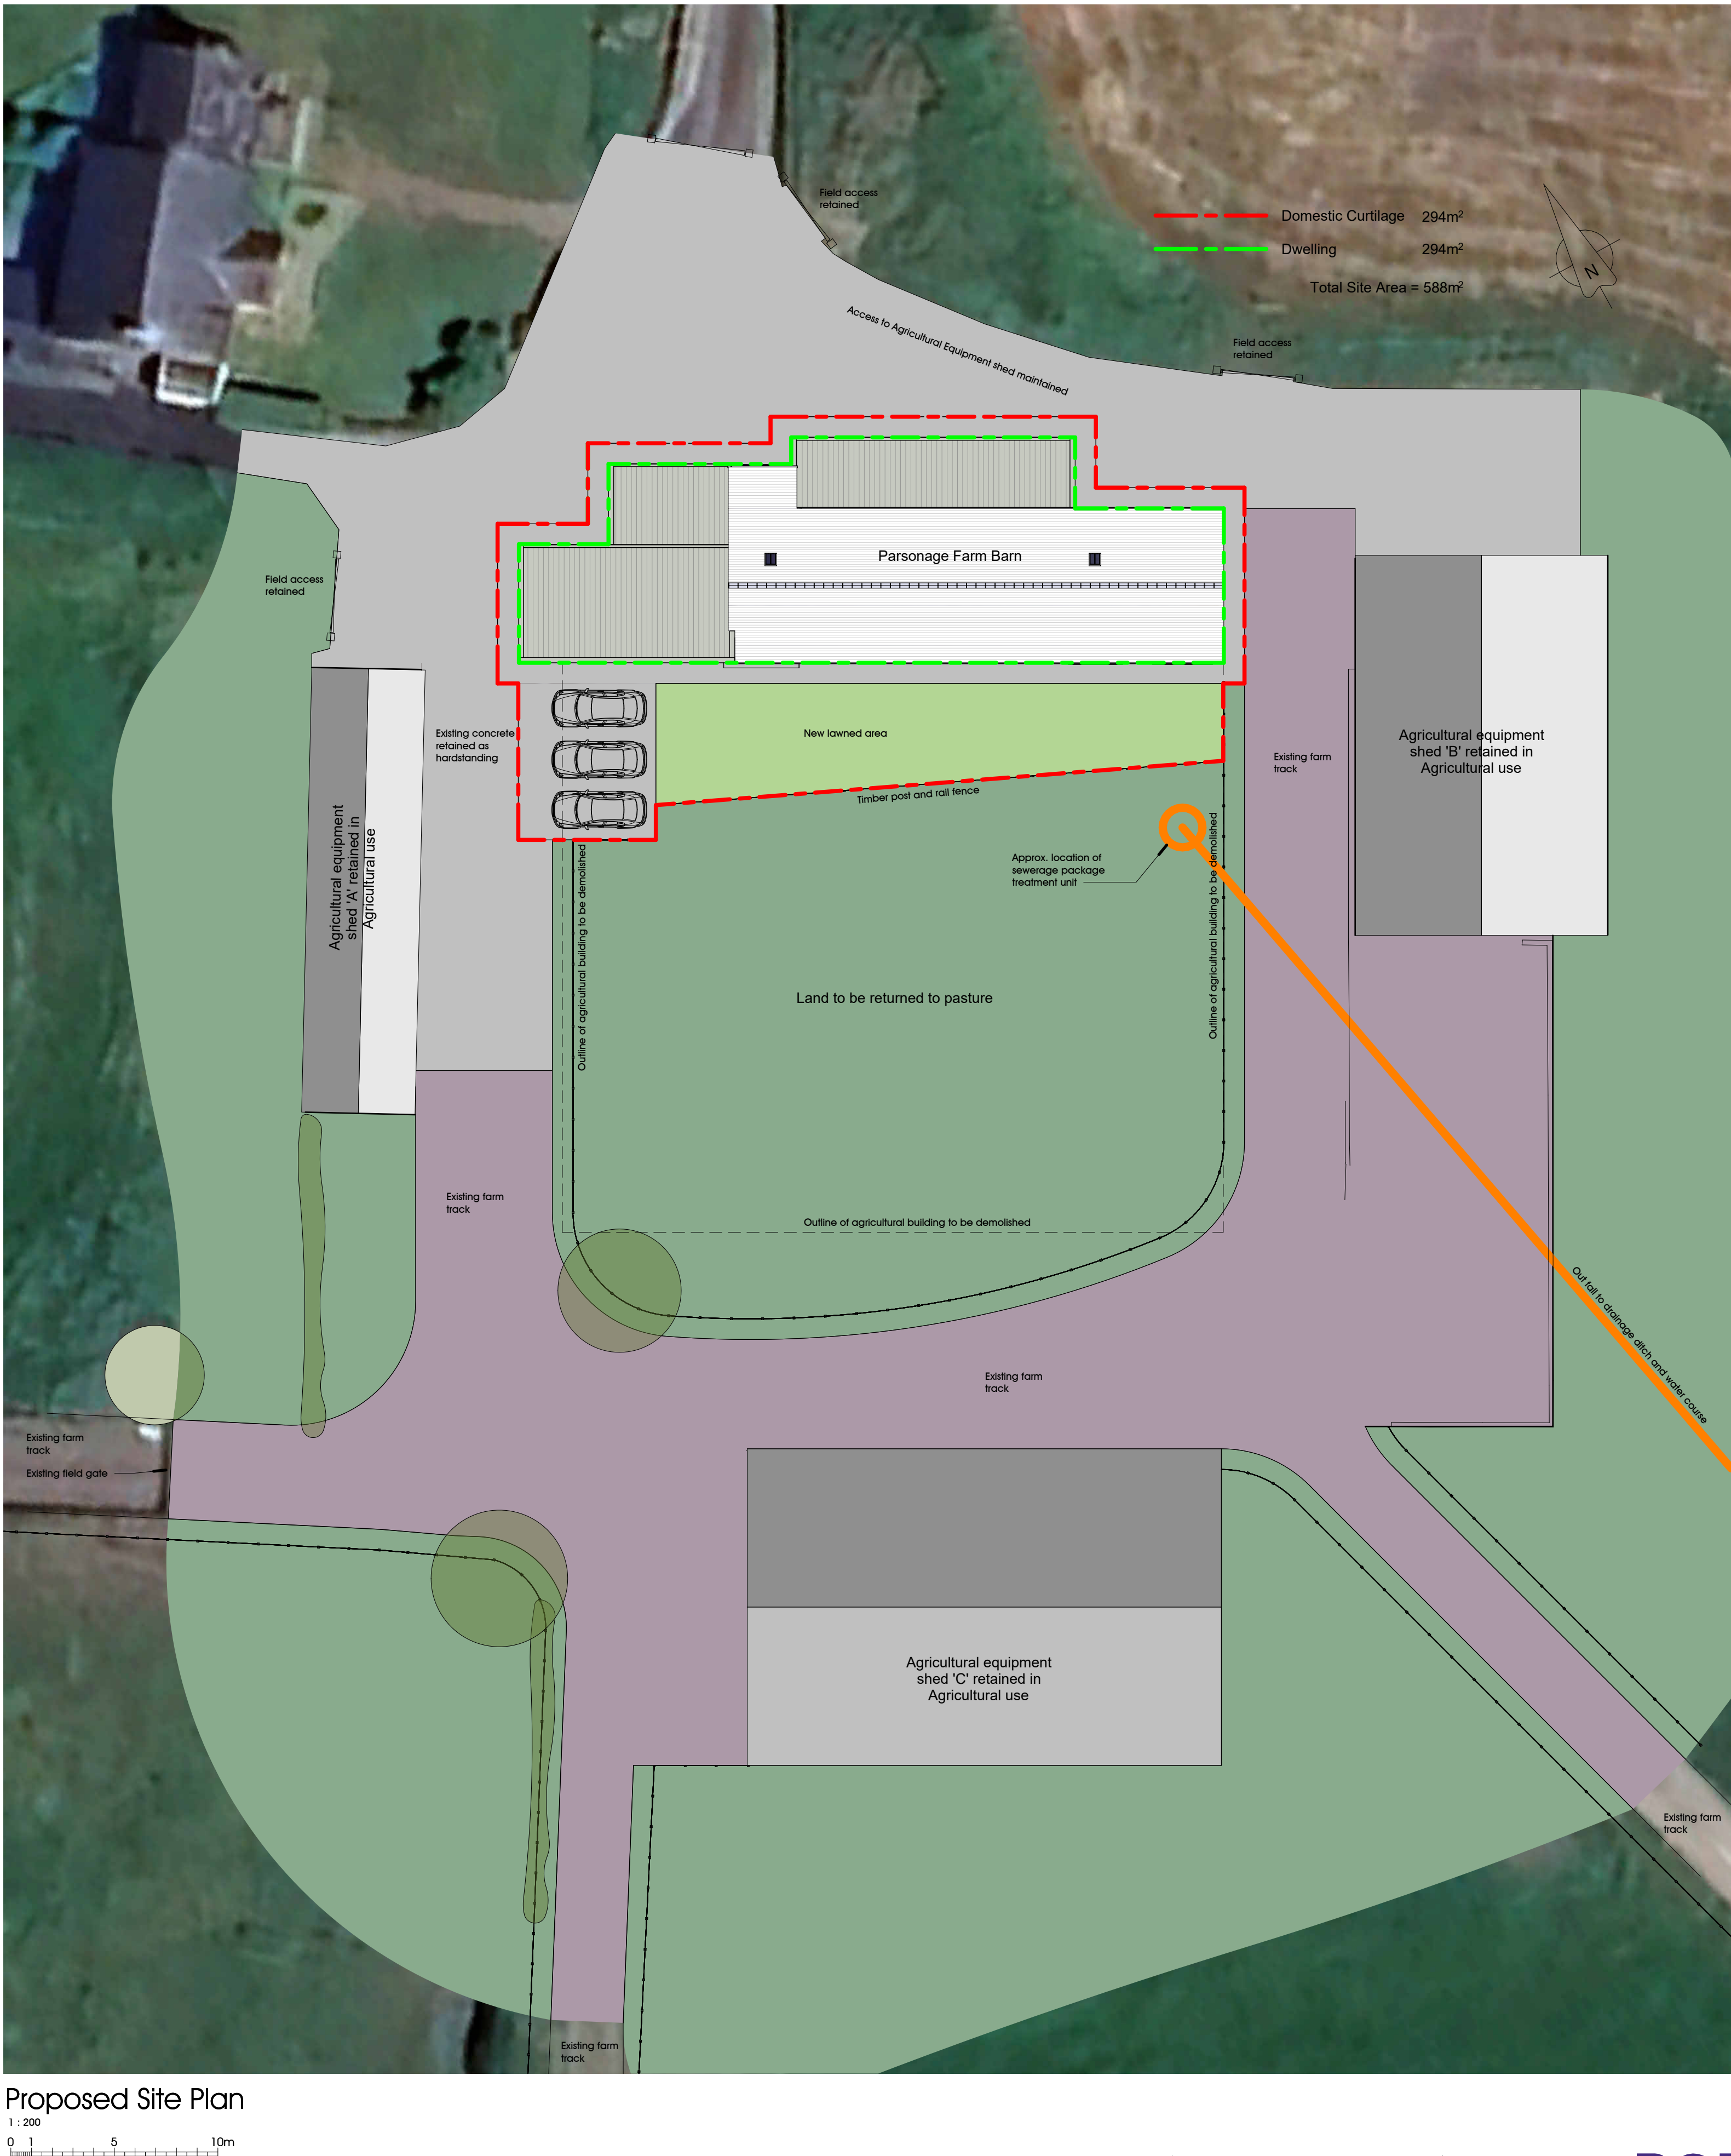 Field access
retained
Domestic Curtilage 294m²
Dwelling 294m²
Total Site Area = 588m²
N
Access to Agricultural Equipment shed maintained
Field access
retained
Parsonage Farm Barn
Field access
retained
Existing concrete
retained as
hardstanding
New lawned area
Timber post and rail fence
Existing farm
track
Agricultural equipment
shed 'B' retained in
Agricultural use
Agricultural equipment
shed 'A' retained in
Agricultural use
Outline of agricultural building to be demolished
Approx. location of
sewerage package
treatment unit
Outline of agricultural building to be demolished
Land to be returned to pasture
Existing farm
track
Outline of agricultural building to be demolished
Out fall to drainage ditch and water course
Existing farm
track
Existing farm
track
Existing field gate
Agricultural equipment
shed 'C' retained in
Agricultural use
Existing farm
track
Existing farm
track
Proposed Site Plan
1 : 200
0 1 5 10m